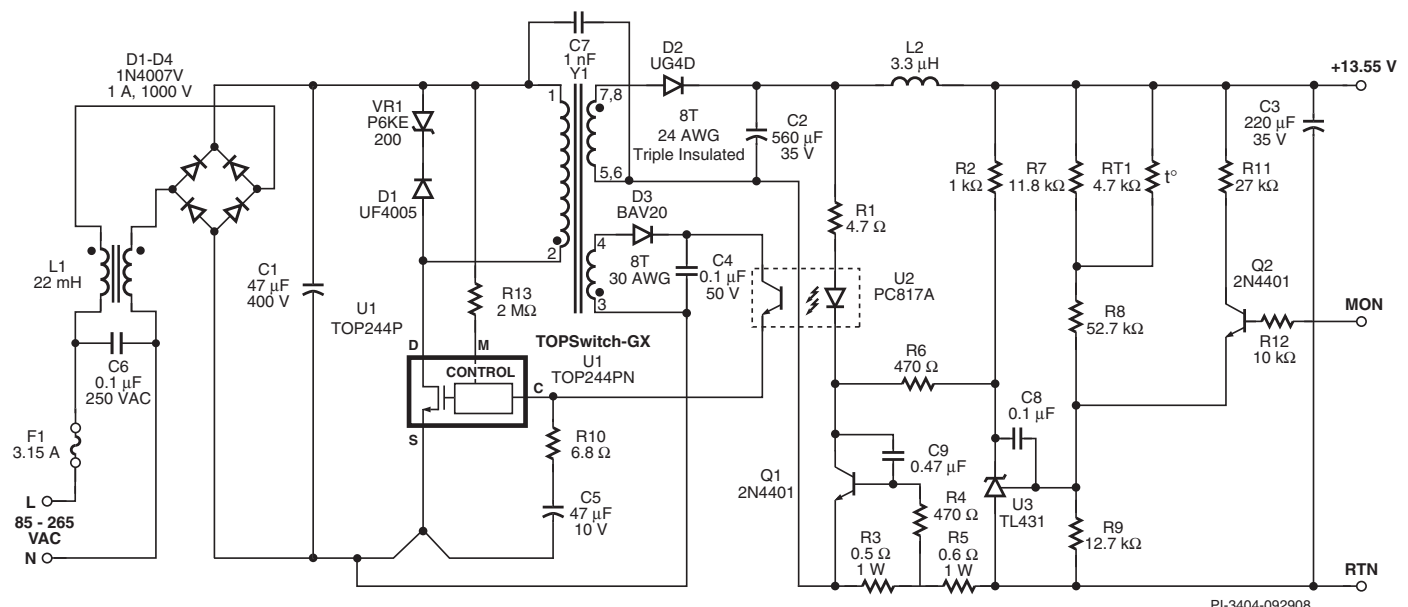 C7
1 nF
Y1
D2
UG4D
L2
3.3 μH
+13.55 V
D1-D4
1N4007V
1 A, 1000 V
VR1
P6KE
200
1
7,8
8T
24 AWG
Triple Insulated
C2
560 μF
35 V
C3
220 μF
35 V
R2
1 kΩ
R7
11.8 kΩ
RT1
4.7 kΩ
t°
R11
27 kΩ
D1
UF4005
5,6
D3
BAV20
R1
4.7 Ω
2
4
8T
30 AWG
3
C4
0.1 μF
50 V
U2
PC817A
Q2
2N4401
MON
L1
22 mH
C1
47 μF
400 V
U1
TOP244P
R13
2 MΩ
R8
52.7 kΩ
R12
10 kΩ
TOPSwitch-GX
U1
TOP244PN
D
M
CONTROL
C
S
C6
0.1 μF
250 VAC
R6
470 Ω
C8
0.1 μF
F1
3.15 A
R10
6.8 Ω
C9
0.47 μF
Q1
2N4401
U3
TL431
R4
470 Ω
L
85 - 265
VAC
N
C5
47 μF
10 V
R3
0.5 Ω
1 W
R5
0.6 Ω
1 W
R9
12.7 kΩ
RTN
PI-3404-092908